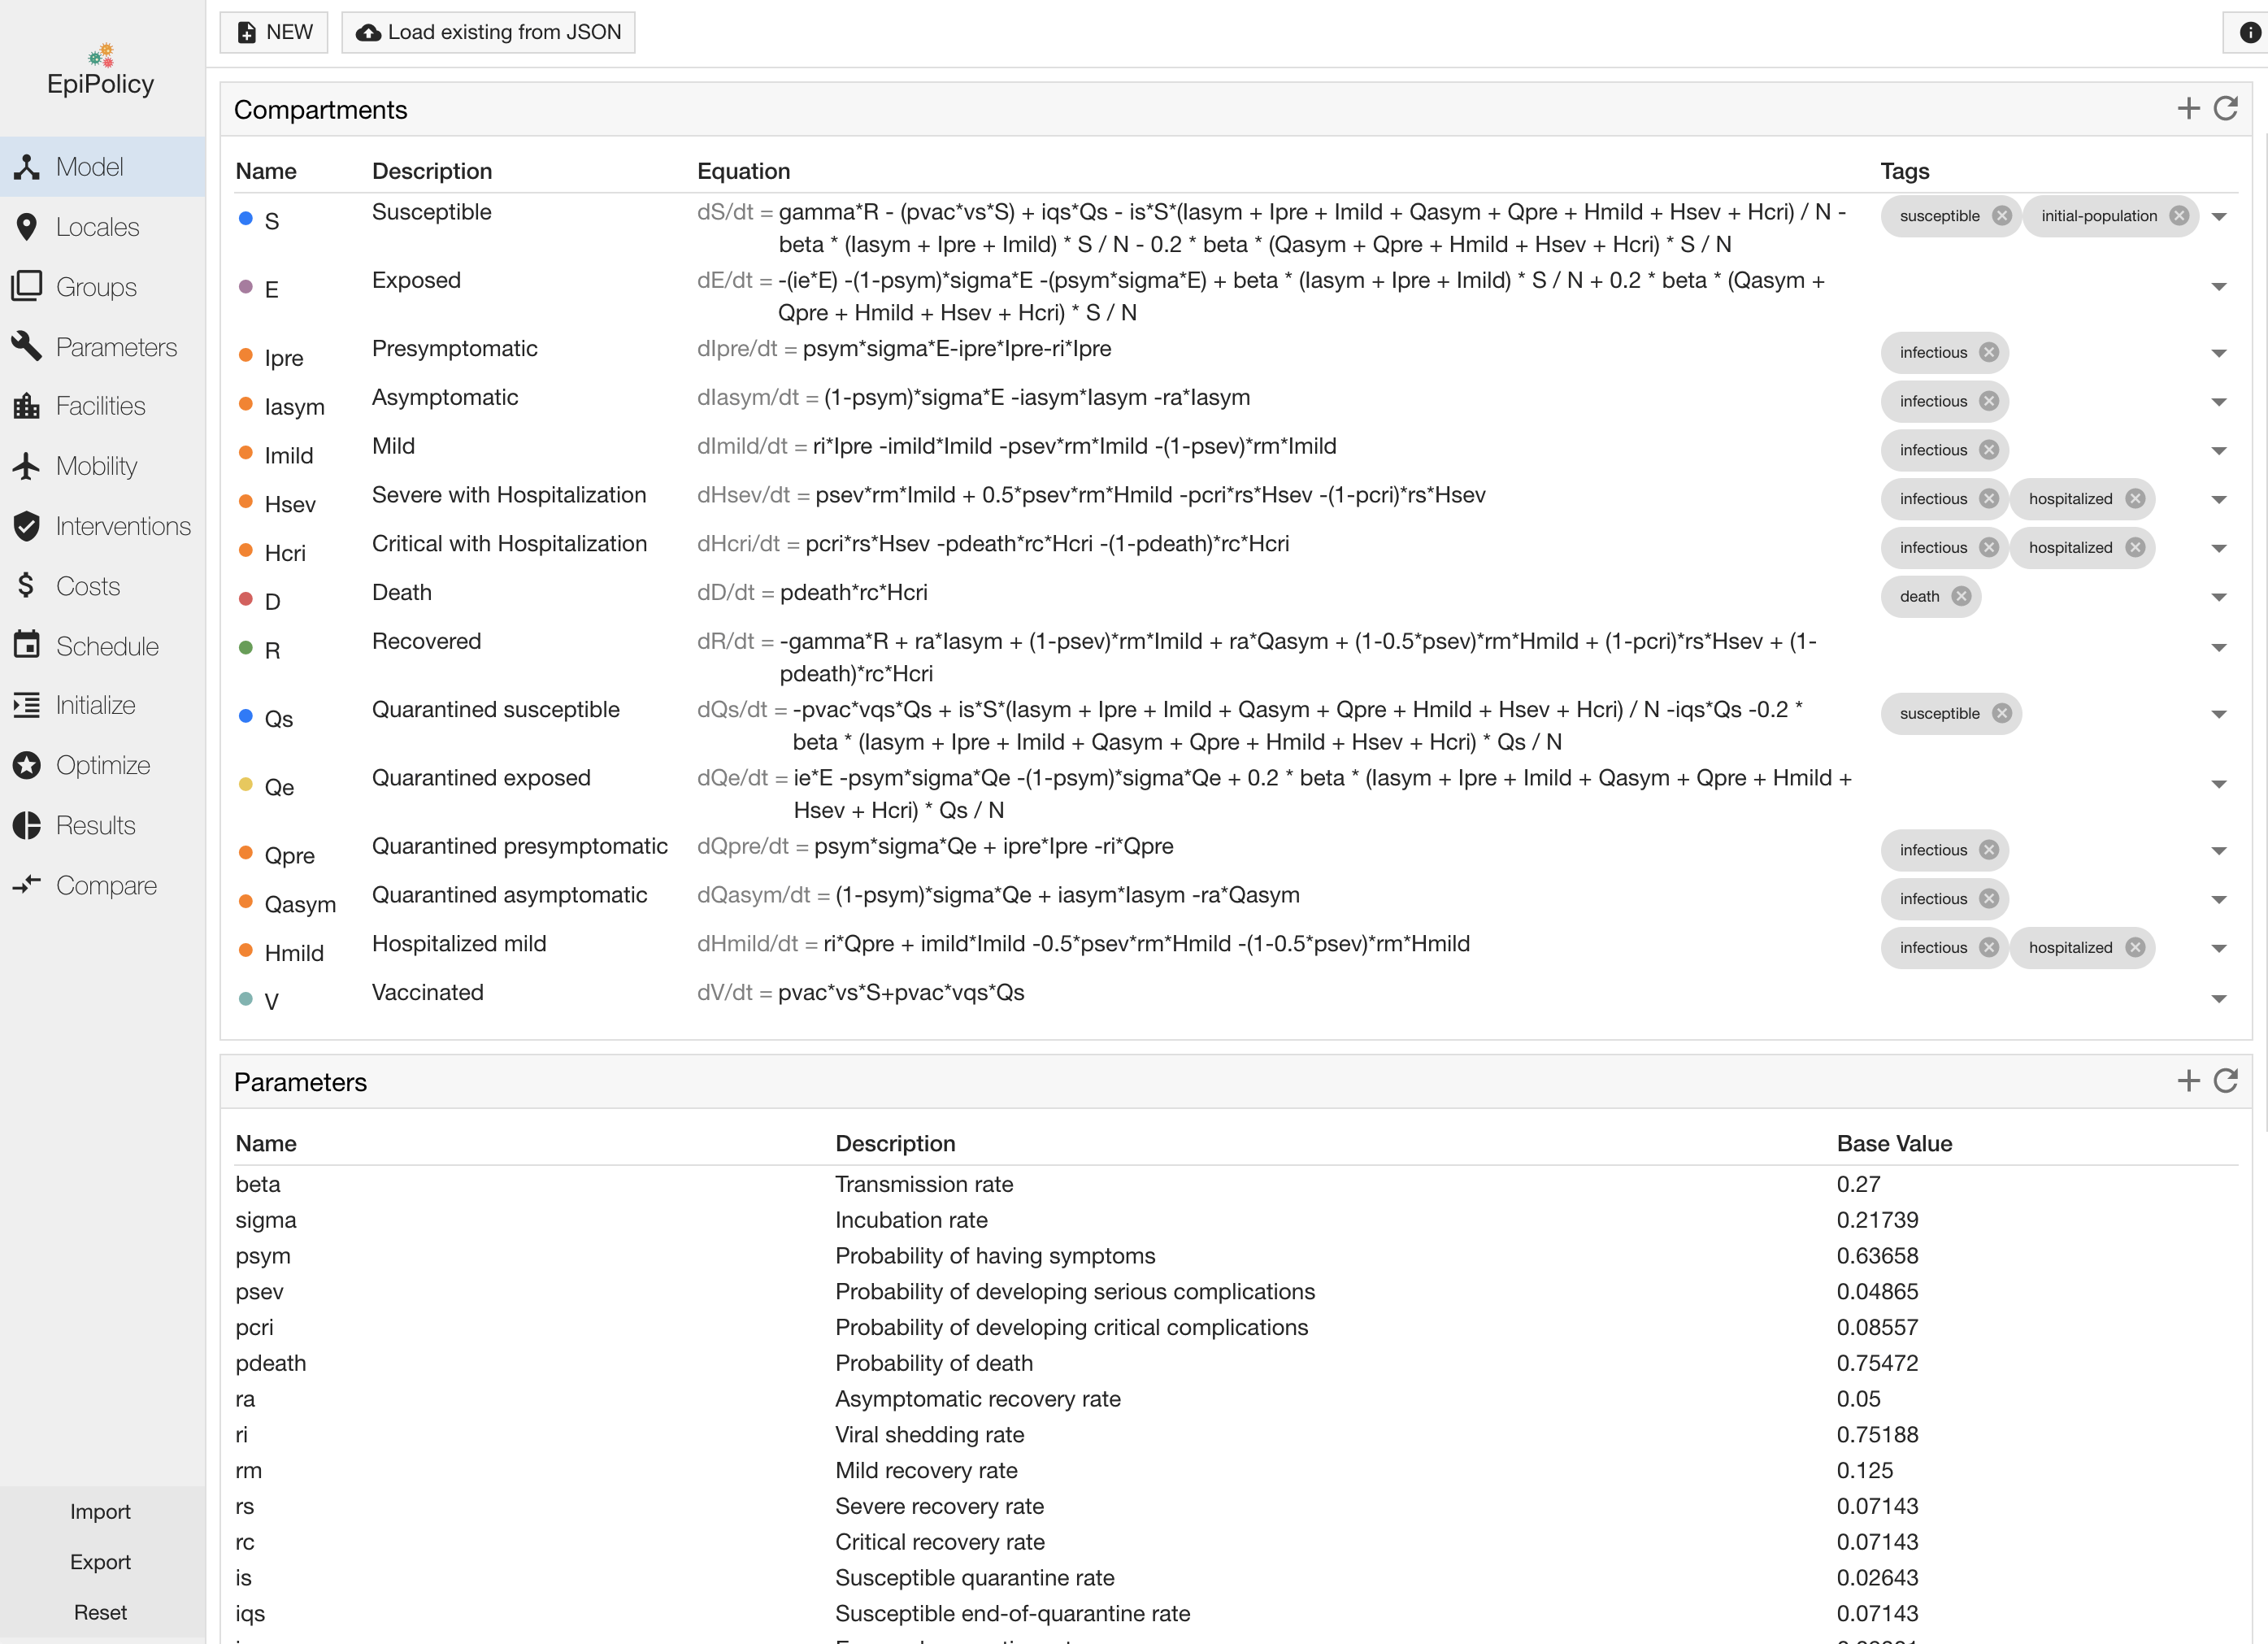 EpiPolicy
Model
Locales
Groups
Parameters
Facilities
Mobility
Interventions
Costs
Schedule
Initialize
Optimize
Results
Compare
Import
Export
Reset
NEW
Load existing from JSON
Compartments
Name Description Equation Tags
S Susceptible dS/dt = gamma*R - (pvac*vs*S) + iqs*Qs - is*S*(Iasym + Ipre + Imild + Qasym + Qpre + Hmild + Hsev + Hcri) / N - susceptible initial-population
beta * (Iasym + Ipre + Imild) * S / N - 0.2 * beta * (Qasym + Qpre + Hmild + Hsev + Hcri) * S / N
E Exposed dE/dt = -(ie*E) -(1-psym)*sigma*E -(psym*sigma*E) + beta * (Iasym + Ipre + Imild) * S / N + 0.2 * beta * (Qasym +
Qpre + Hmild + Hsev + Hcri) * S / N
Ipre Presymptomatic dIpre/dt = psym*sigma*E-ipre*Ipre-ri*Ipre infectious
Iasym Asymptomatic dIasym/dt = (1-psym)*sigma*E -iasym*Iasym -ra*Iasym infectious
Imild Mild dImild/dt = ri*Ipre -imild*Imild -psev*rm*Imild -(1-psev)*rm*Imild infectious
Hsev Severe with Hospitalization dHsev/dt = psev*rm*Imild + 0.5*psev*rm*Hmild -pcri*rs*Hsev -(1-pcri)*rs*Hsev infectious hospitalized
Hcri Critical with Hospitalization dHcri/dt = pcri*rs*Hsev -pdeath*rc*Hcri -(1-pdeath)*rc*Hcri infectious hospitalized
D Death dD/dt = pdeath*rc*Hcri death
R Recovered dR/dt = -gamma*R + ra*Iasym + (1-psev)*rm*Imild + ra*Qasym + (1-0.5*psev)*rm*Hmild + (1-pcri)*rs*Hsev + (1-
pdeath)*rc*Hcri
Qs Quarantined susceptible dQs/dt = -pvac*vqs*Qs + is*S*(Iasym + Ipre + Imild + Qasym + Qpre + Hmild + Hsev + Hcri) / N -iqs*Qs -0.2 * susceptible
beta * (Iasym + Ipre + Imild + Qasym + Qpre + Hmild + Hsev + Hcri) * Qs / N
Qe Quarantined exposed dQe/dt = ie*E -psym*sigma*Qe -(1-psym)*sigma*Qe + 0.2 * beta * (Iasym + Ipre + Imild + Qasym + Qpre + Hmild +
Hsev + Hcri) * Qs / N
Qpre Quarantined presymptomatic dQpre/dt = psym*sigma*Qe + ipre*Ipre -ri*Qpre infectious
Qasym Quarantined asymptomatic dQasym/dt = (1-psym)*sigma*Qe + iasym*Iasym -ra*Qasym infectious
Hmild Hospitalized mild dHmild/dt = ri*Qpre + imild*Imild -0.5*psev*rm*Hmild -(1-0.5*psev)*rm*Hmild infectious hospitalized
V Vaccinated dV/dt = pvac*vs*S+pvac*vqs*Qs
Parameters
Name Description Base Value
beta Transmission rate 0.27
sigma Incubation rate 0.21739
psym Probability of having symptoms 0.63658
psev Probability of developing serious complications 0.04865
pcri Probability of developing critical complications 0.08557
pdeath Probability of death 0.75472
ra Asymptomatic recovery rate 0.05
ri Viral shedding rate 0.75188
rm Mild recovery rate 0.125
rs Severe recovery rate 0.07143
rc Critical recovery rate 0.07143
is Susceptible quarantine rate 0.02643
iqs Susceptible end-of-quarantine rate 0.07143